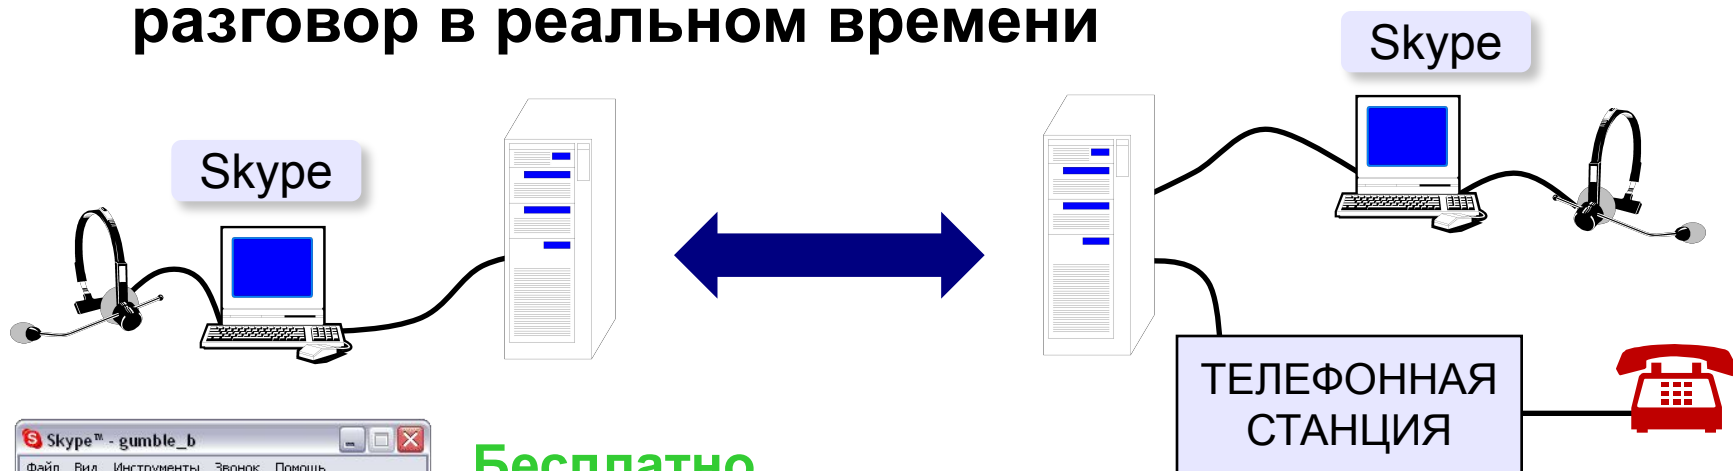 разговор в реальном времени
Skype
Skype
ТЕЛЕФОННАЯ
СТАНЦИЯ
Skype™ - gumble_b
Файл Вид Инструменты Звонок Помощь
Бесплатно